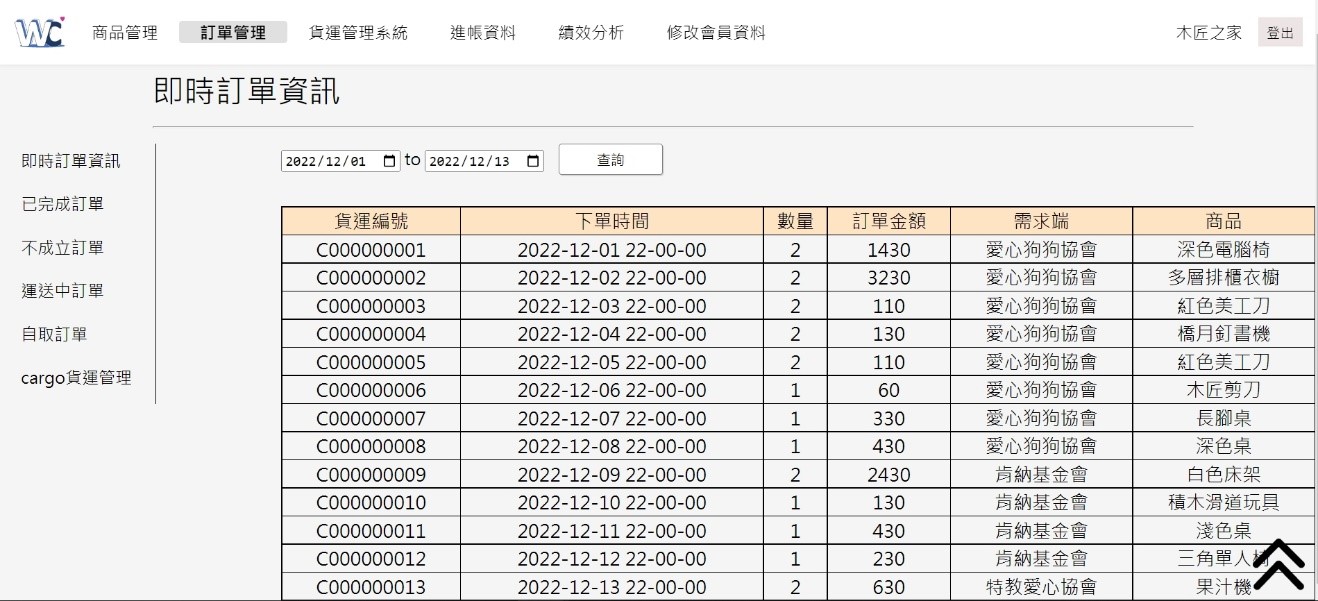 WC 商品管理 訂單管理 貨運管理系統 進帳資料 績效分析 修改會員資料 木匠之家 登出
即時訂單資訊
即時訂單資訊
已完成訂單
不成立訂單
運送中訂單
自取訂單
cargo貨運管理
2022/12/01 to 2022/12/13 查詢
貨運編號 下單時間 數量 訂單金額 需求端 商品
C000000001 2022-12-01 22-00-00 2 1430 愛心狗狗協會 深色電腦椅
C000000002 2022-12-02 22-00-00 2 3230 愛心狗狗協會 多層排櫃衣櫥
C000000003 2022-12-03 22-00-00 2 110 愛心狗狗協會 紅色美工刀
C000000004 2022-12-04 22-00-00 2 130 愛心狗狗協會 橋月釘書機
C000000005 2022-12-05 22-00-00 2 110 愛心狗狗協會 紅色美工刀
C000000006 2022-12-06 22-00-00 1 60 愛心狗狗協會 木匠剪刀
C000000007 2022-12-07 22-00-00 1 330 愛心狗狗協會 長腳桌
C000000008 2022-12-08 22-00-00 1 430 愛心狗狗協會 深色桌
C000000009 2022-12-09 22-00-00 2 2430 肯納基金會 白色床架
C000000010 2022-12-10 22-00-00 1 130 肯納基金會 積木滑道玩具
C000000011 2022-12-11 22-00-00 1 430 肯納基金會 淺色桌
C000000012 2022-12-12 22-00-00 1 230 肯納基金會 三角單人椅
C000000013 2022-12-13 22-00-00 2 630 特教愛心協會 果汁機